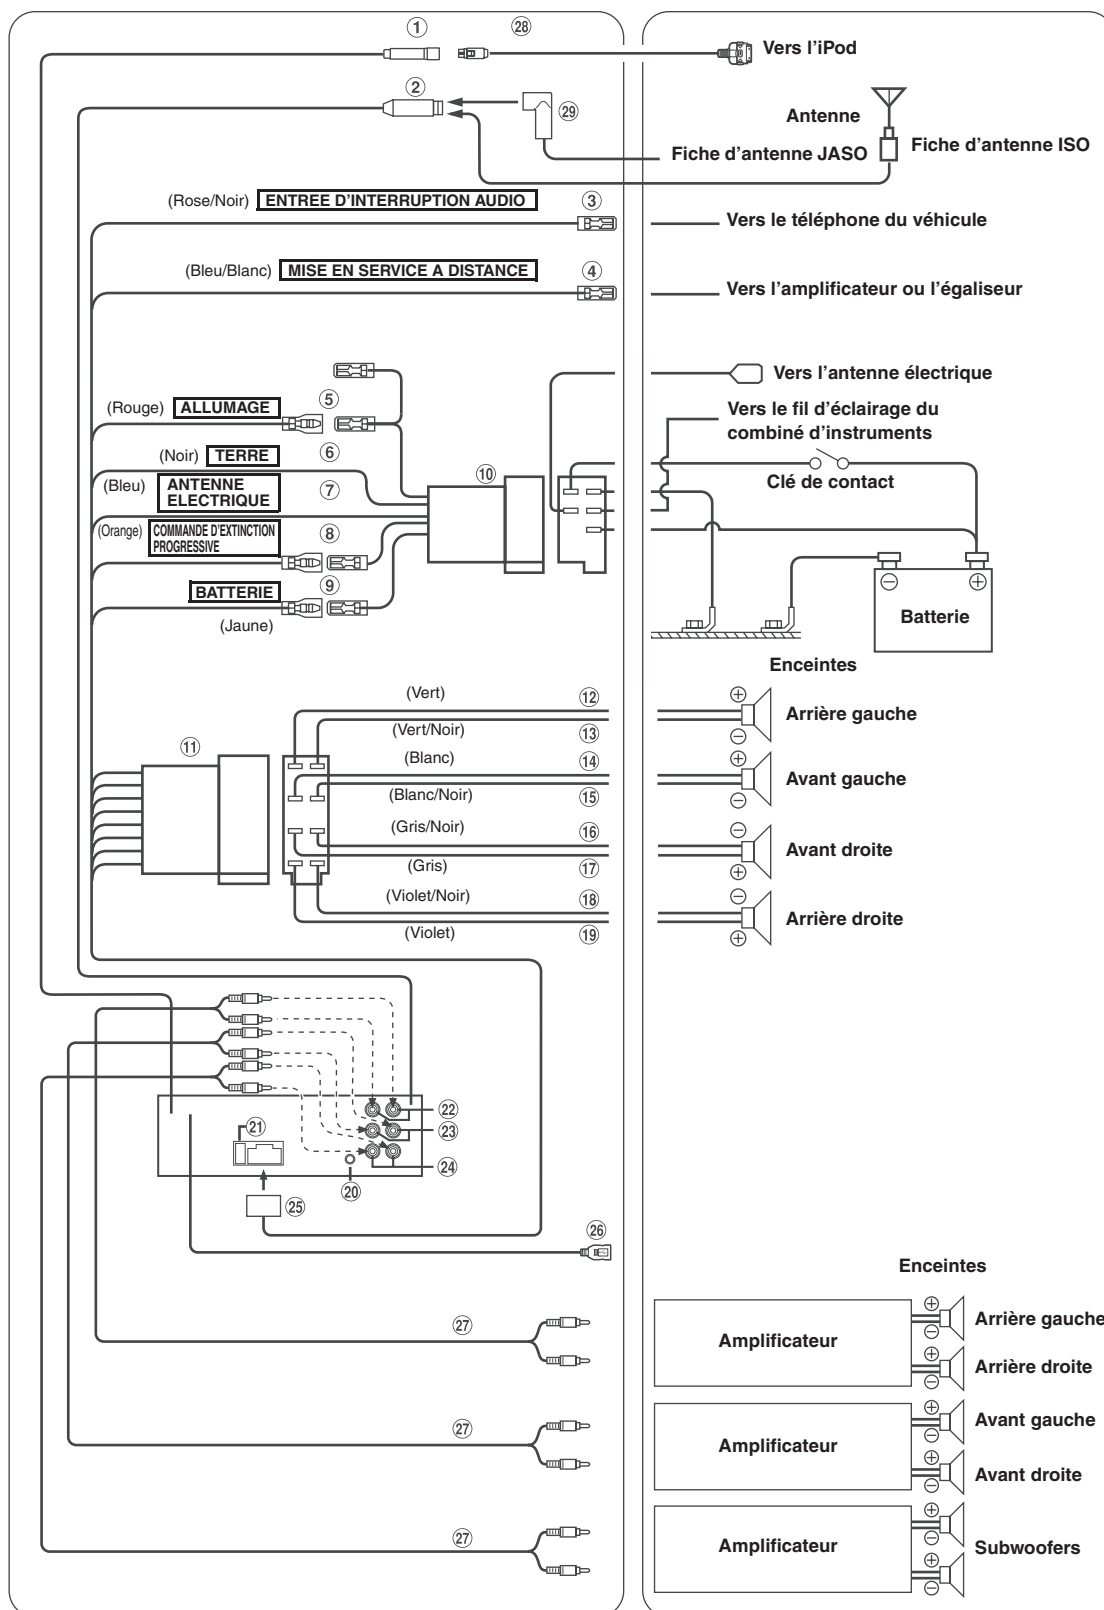 ① ㉘ Vers l'iPod
②
㉙
Antenne
Fiche d'antenne JASO
Fiche d'antenne ISO
(Rose/Noir) ENTREE D'INTERRUPTION AUDIO ③
Vers le téléphone du véhicule
(Bleu/Blanc) MISE EN SERVICE A DISTANCE ④
Vers l'amplificateur ou l'égaliseur
Vers l'antenne électrique
(Rouge) ALLUMAGE ⑤
Vers le fil d'éclairage du
combiné d'instruments
(Noir) TERRE ⑥
⑩
Clé de contact
(Bleu) ANTENNE
ELECTRIQUE ⑦
(Orange) COMMANDE D'EXTINCTION
PROGRESSIVE ⑧
BATTERIE ⑨
(Jaune)
⊖ ⊕
Batterie
Enceintes
(Vert) ⑫ ⊕
Arrière gauche
(Vert/Noir) ⑬ ⊖
⑪
(Blanc) ⑭ ⊕
Avant gauche
(Blanc/Noir) ⑮ ⊖
(Gris/Noir) ⑯ ⊖
Avant droite
(Gris) ⑰ ⊕
(Violet/Noir) ⑱ ⊖
Arrière droite
(Violet) ⑲ ⊕
㉒
㉑ ㉓
㉔
⑳
㉕
㉖
Enceintes
㉗
Amplificateur
⊕
Arrière gauche
⊖
⊕
Arrière droite
⊖
㉗
Amplificateur
⊕
Avant gauche
⊖
⊕
Avant droite
⊖
㉗
Amplificateur
⊕
⊖
Subwoofers
⊕
⊖